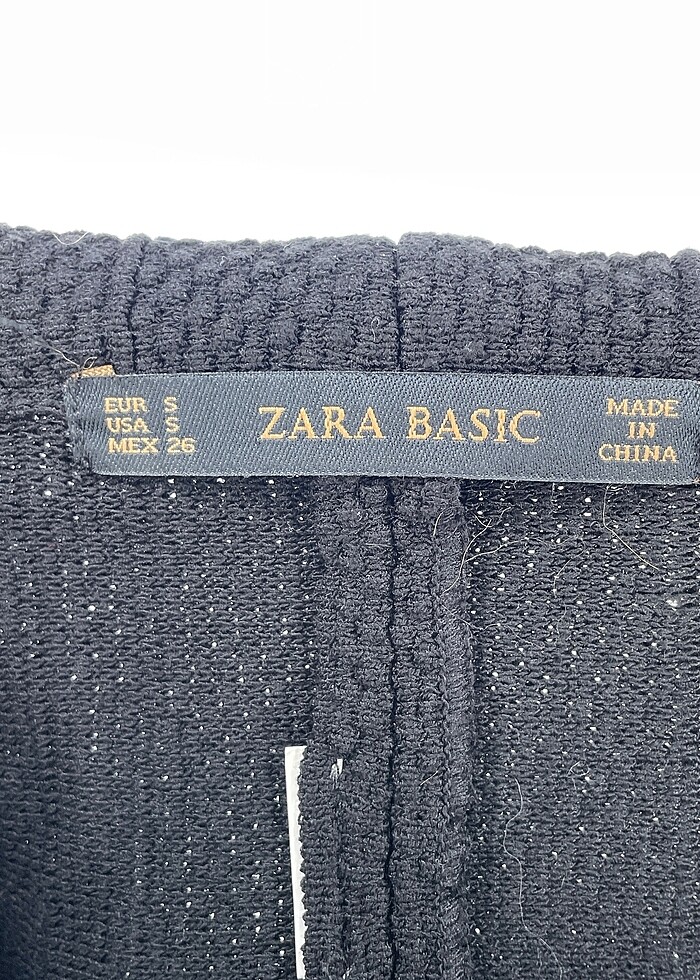 EUR S
USA S
MEX 26
ZARA BASIC
MADE
IN
CHINA